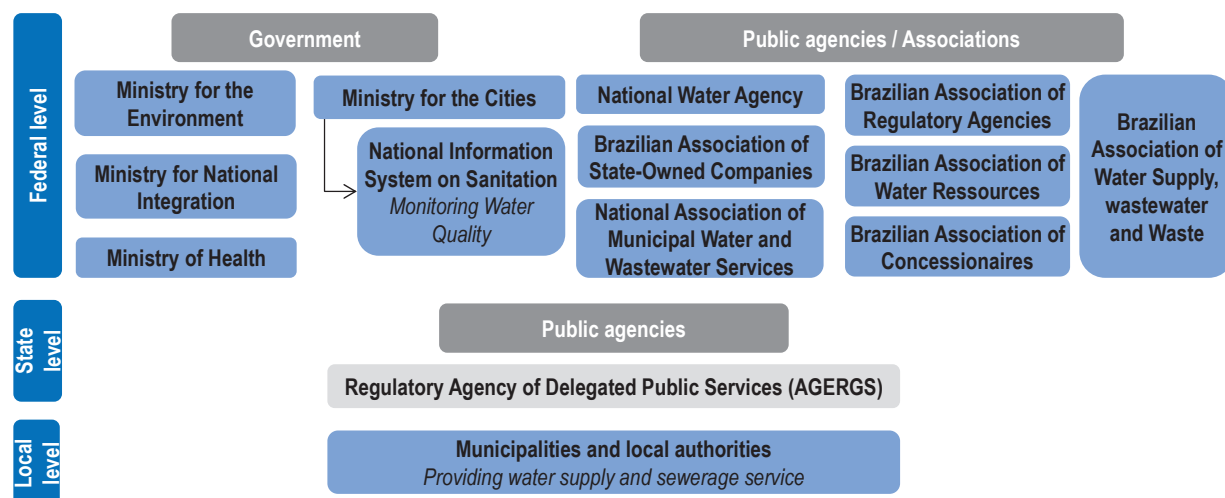 Federal level
Government
Ministry for the
Environment
Ministry for National
Integration
Ministry of Health
Ministry for the Cities
National Information
System on Sanitation
Monitoring Water
Quality
Public agencies / Associations
National Water Agency
Brazilian Association of
State-Owned Companies
National Association of
Municipal Water and
Wastewater Services
Brazilian Association of
Regulatory Agencies
Brazilian Association of
Water Ressources
Brazilian Association of
Concessionaires
Brazilian
Association of
Water Supply,
wastewater
and Waste
State
level
Public agencies
Regulatory Agency of Delegated Public Services (AGERGS)
Local
level
Municipalities and local authorities
Providing water supply and sewerage service